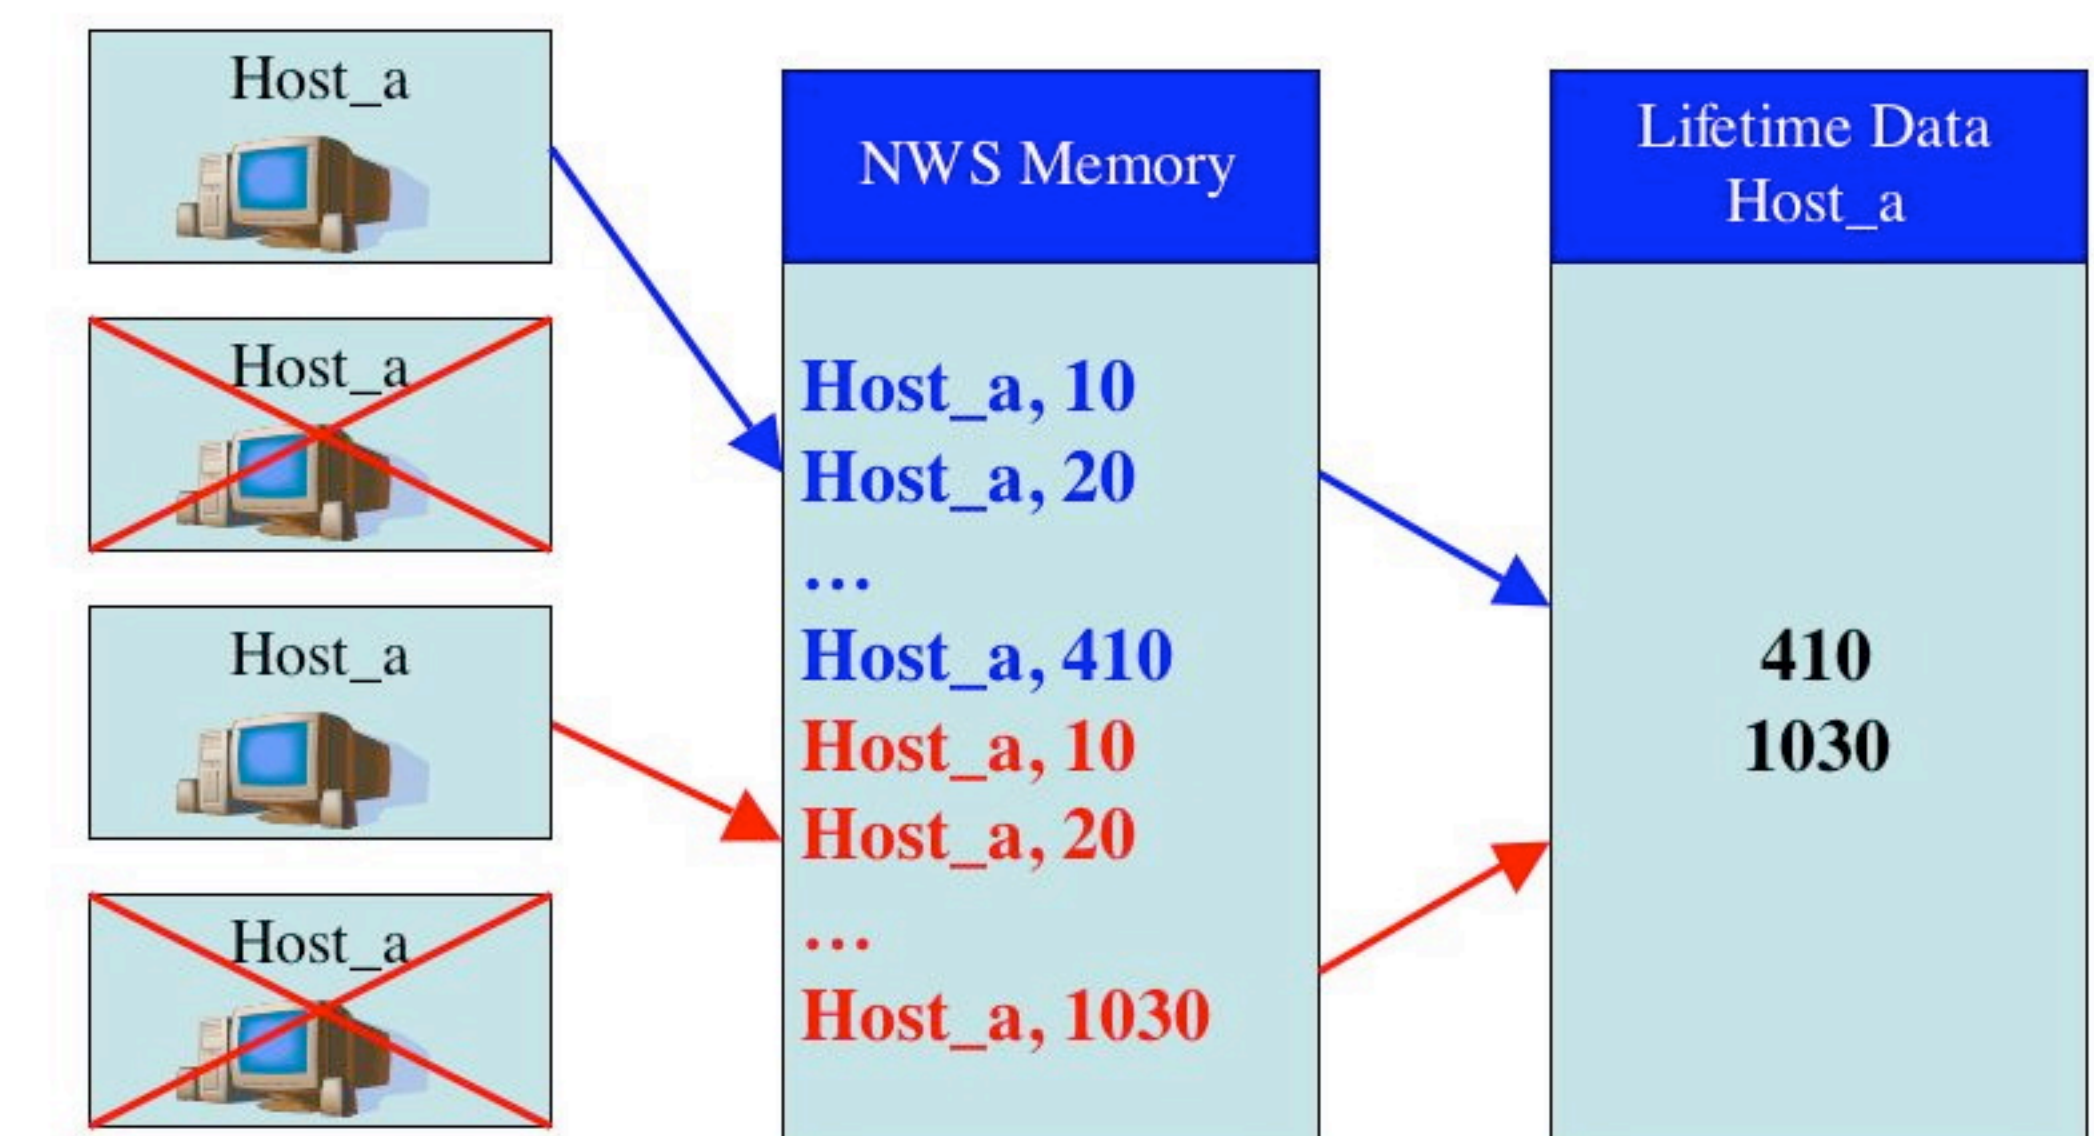 Host_a
Host_a
Host_a
Host_a
NWS Memory
Host_a, 10
Host_a, 20
...
Host_a, 410
Host_a, 10
Host_a, 20
...
Host_a, 1030
Lifetime Data
Host_a
410
1030